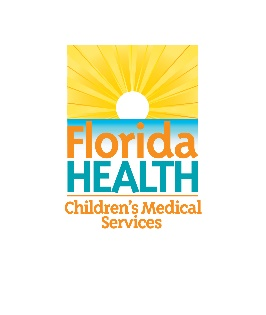 Florida
HEALTH
Children's Medical
Services